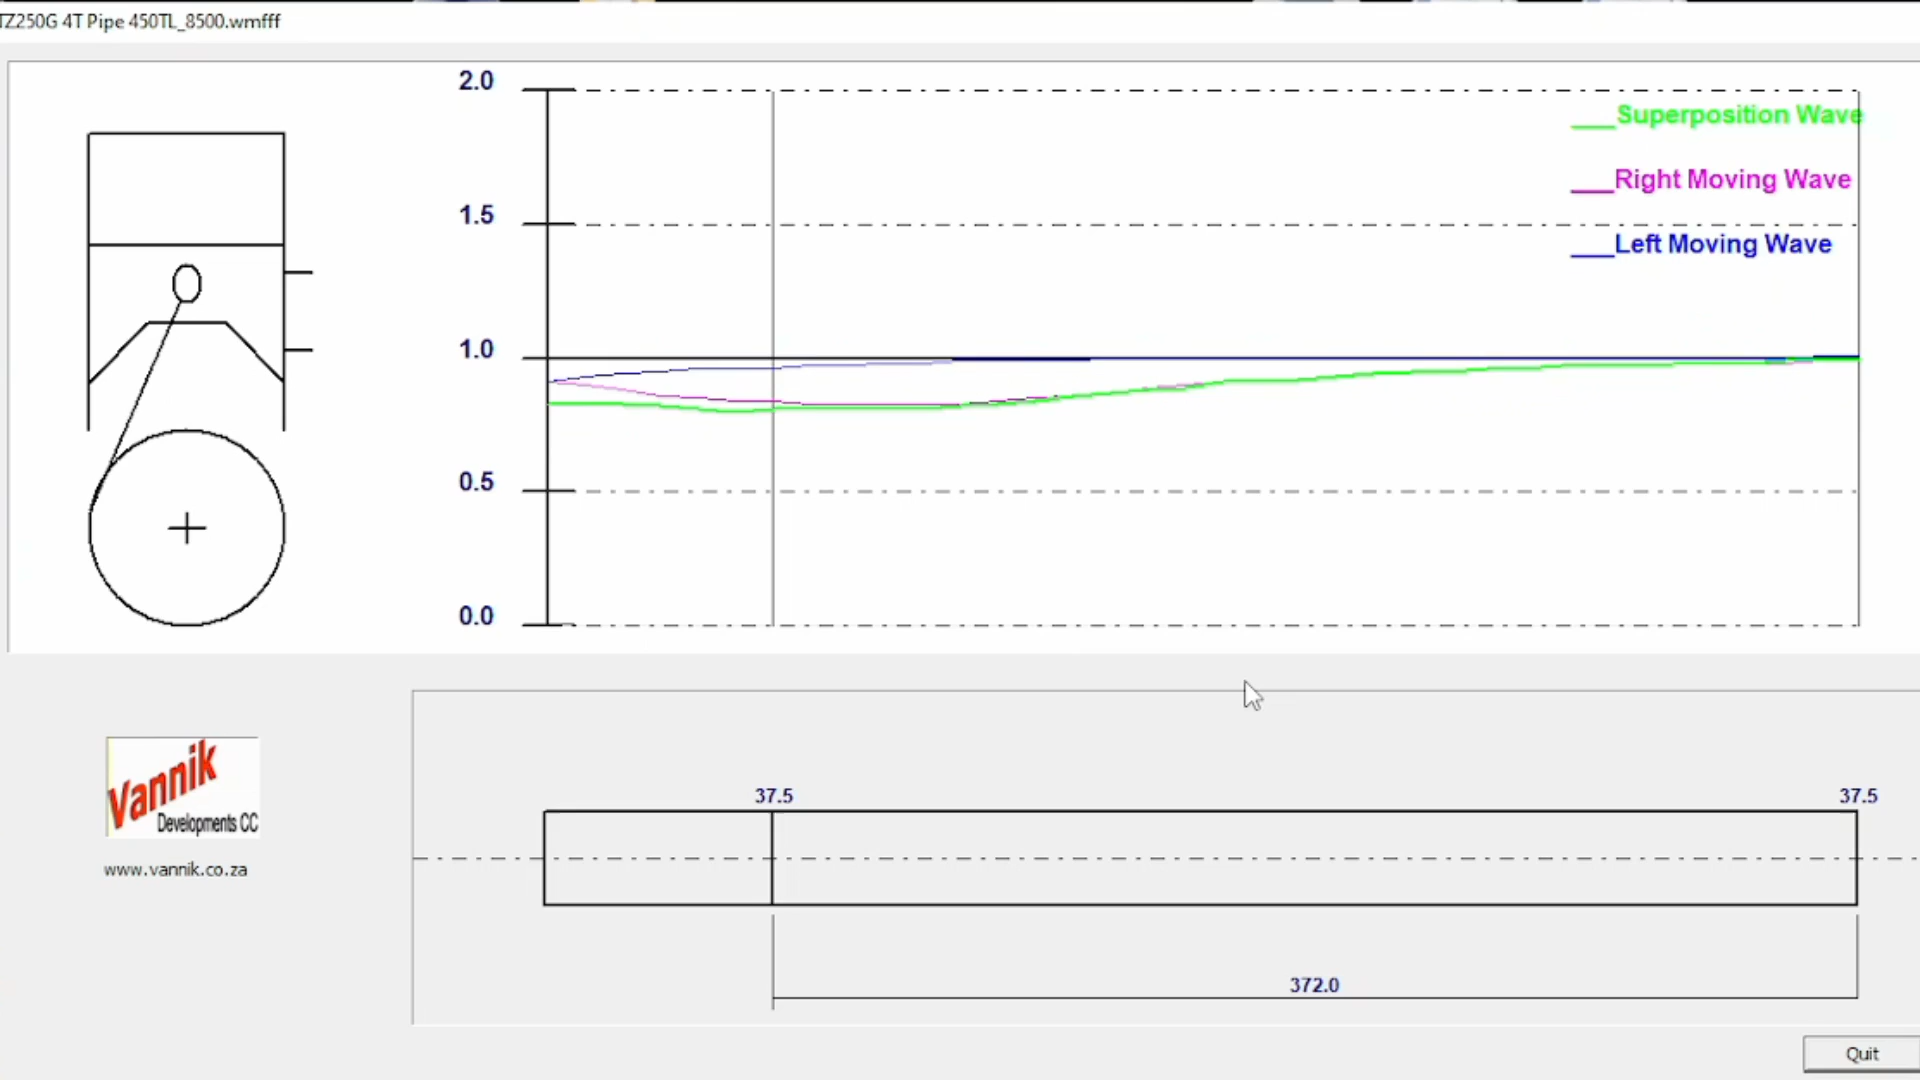 TZ250G 4T Pipe 450TL_8500.wmfff
2.0
Superposition Wave
Right Moving Wave
1.5
Left Moving Wave
1.0
0.5
0.0
Vannik
Developments CC
www.vannik.co.za
37.5
37.5
372.0
Quit